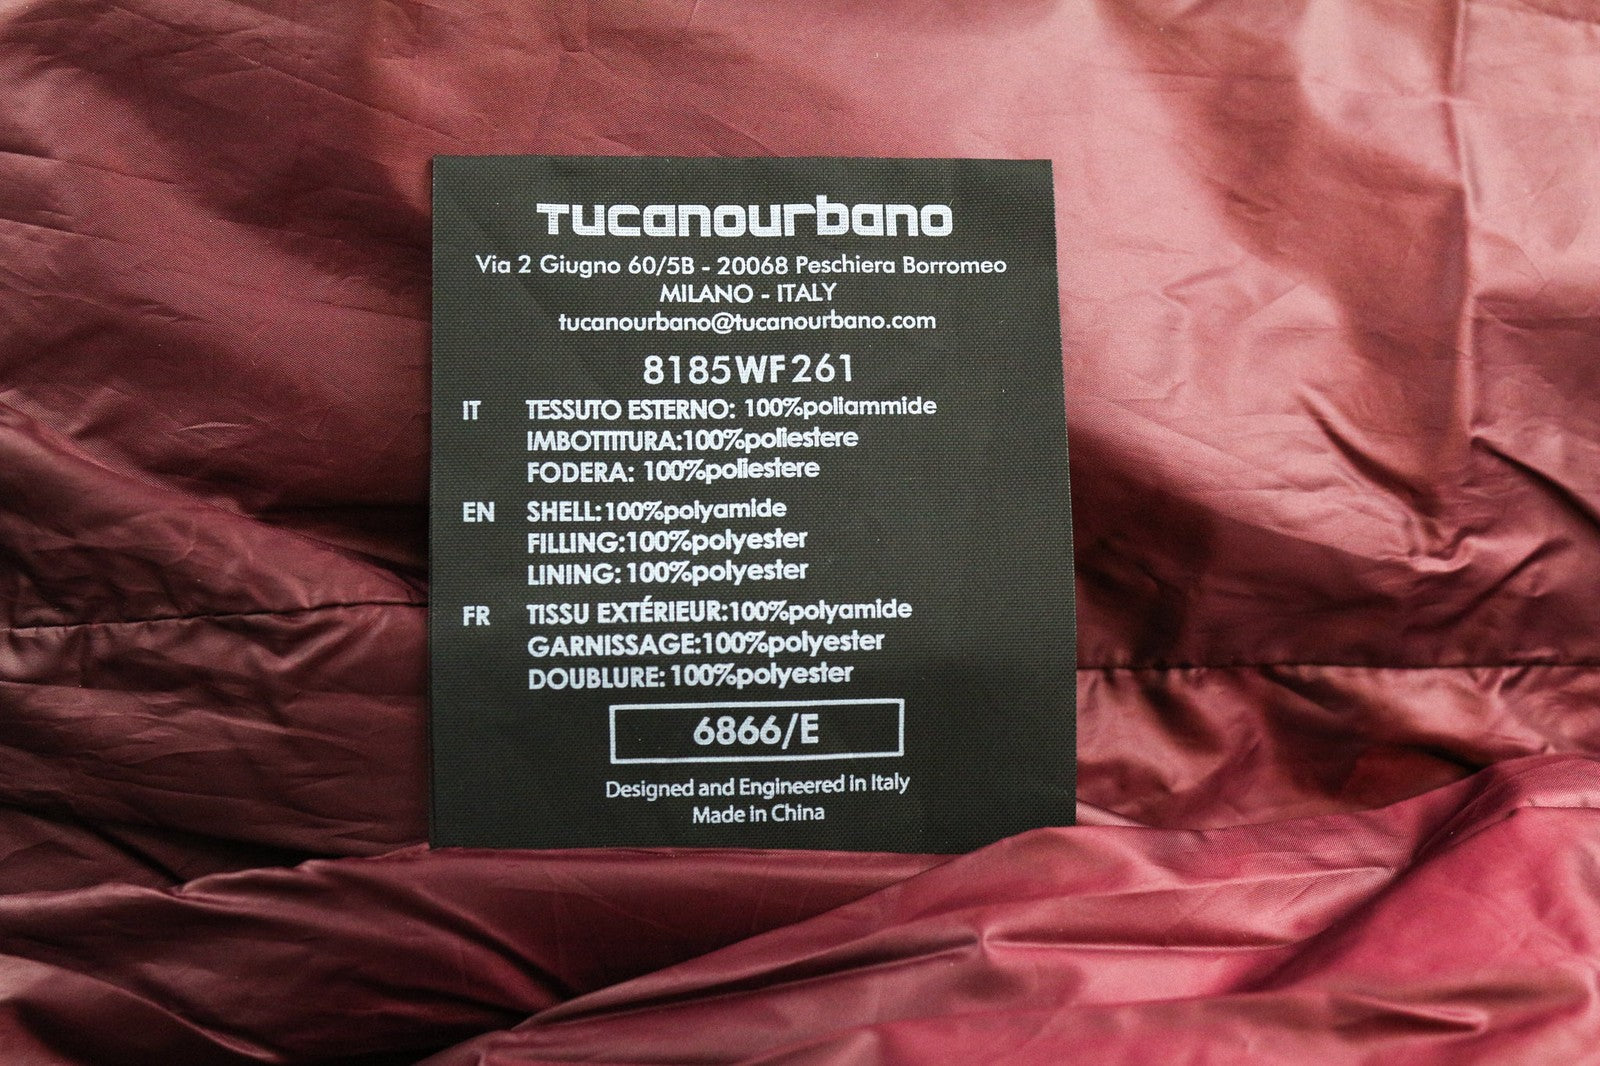 Tucanourbano
Via 2 Giugno 60/5B - 20068 Peschiera Borromeo
MILANO - ITALY
tucanourbano@tucanourbano.com
8185WF261
IT TESSUTO ESTERNO: 100%poliammide
IMBOTTITURA:100%poliestere
FODERA: 100%poliestere
EN SHELL:100%polyamide
FILLING:100%polyester
LINING: 100%polyester
FR TISSU EXTÉRIEUR:100%polyamide
GARNISSAGE:100%polyester
DOUBLURE: 100%polyester
6866/E
Designed and Engineered in Italy
Made in China